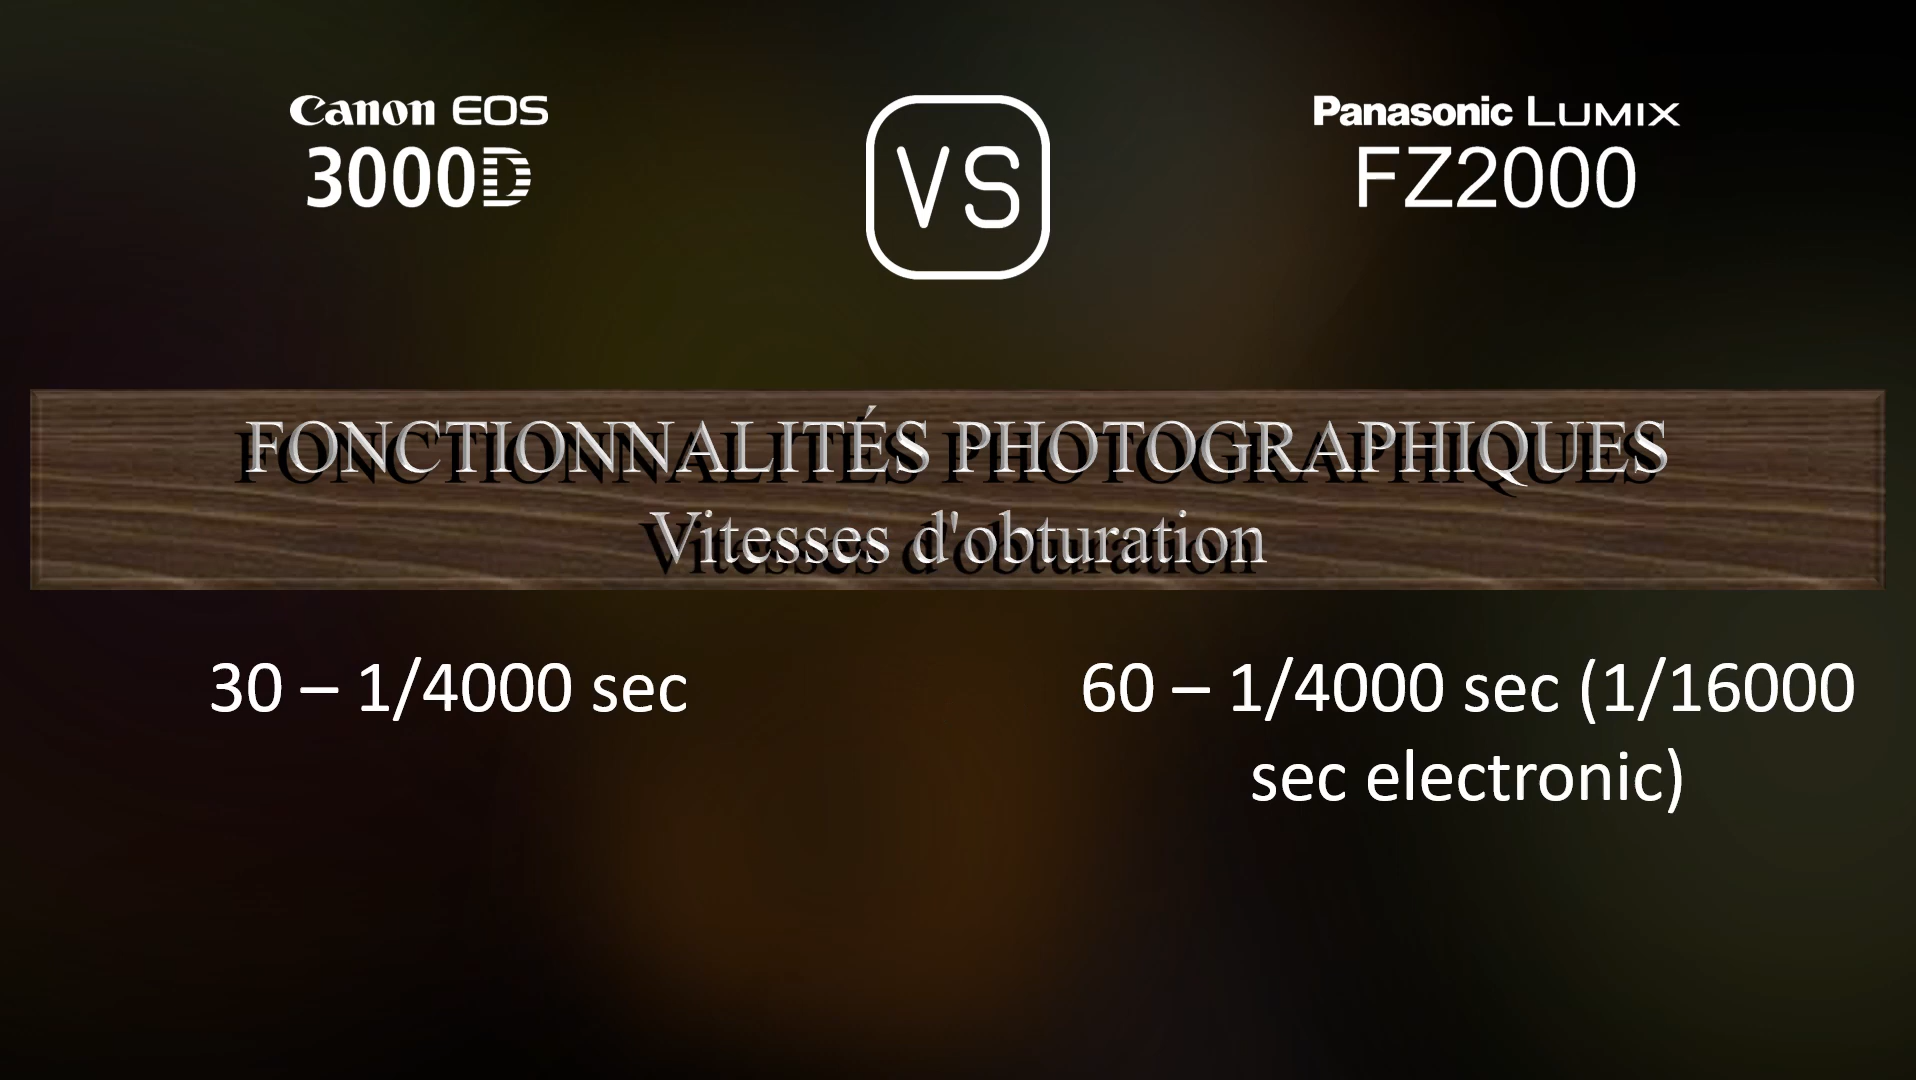 Canon EOS
3000D
VS
Panasonic LUMIX
FZ2000
FONCTIONNALITÉS PHOTOGRAPHIQUES
Vitesses d'obturation
30 – 1/4000 sec
60 – 1/4000 sec (1/16000
sec electronic)